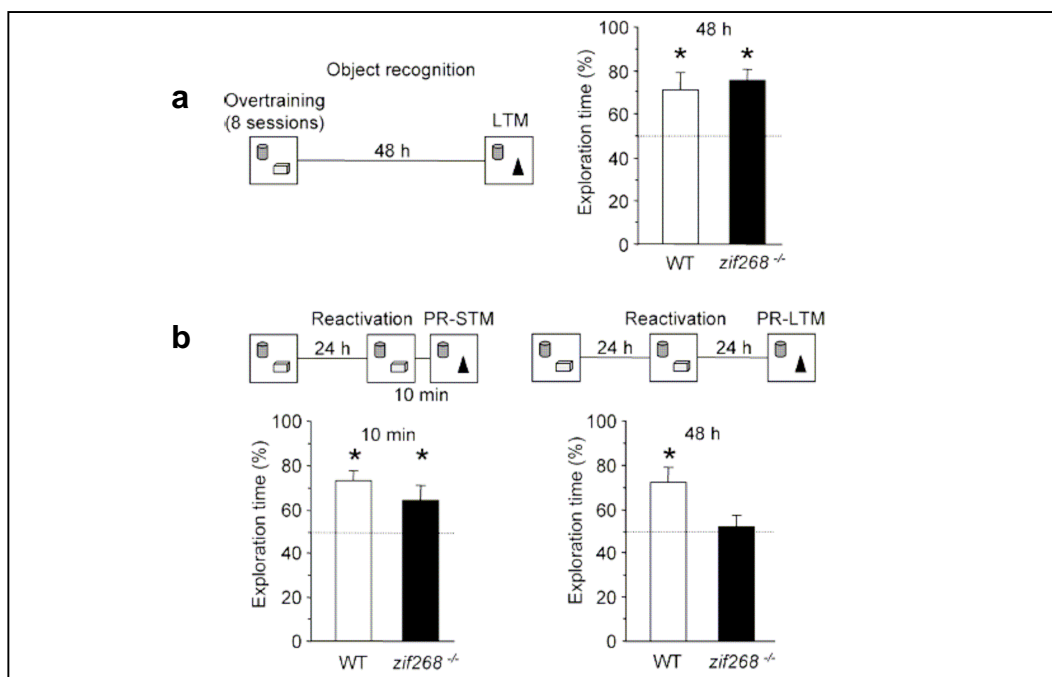 a
Object recognition
Overtraining
(8 sessions)
48 h
LTM
Exploration time (%)
100
80
60
40
20
0
48 h
*
*
WT
zif268 -/-
b
Reactivation
PR-STM
24 h
10 min
Reactivation
PR-LTM
24 h
24 h
Exploration time (%)
100
80
60
40
20
0
10 min
*
*
WT
zif268 -/-
Exploration time (%)
100
80
60
40
20
0
48 h
*
WT
zif268 -/-